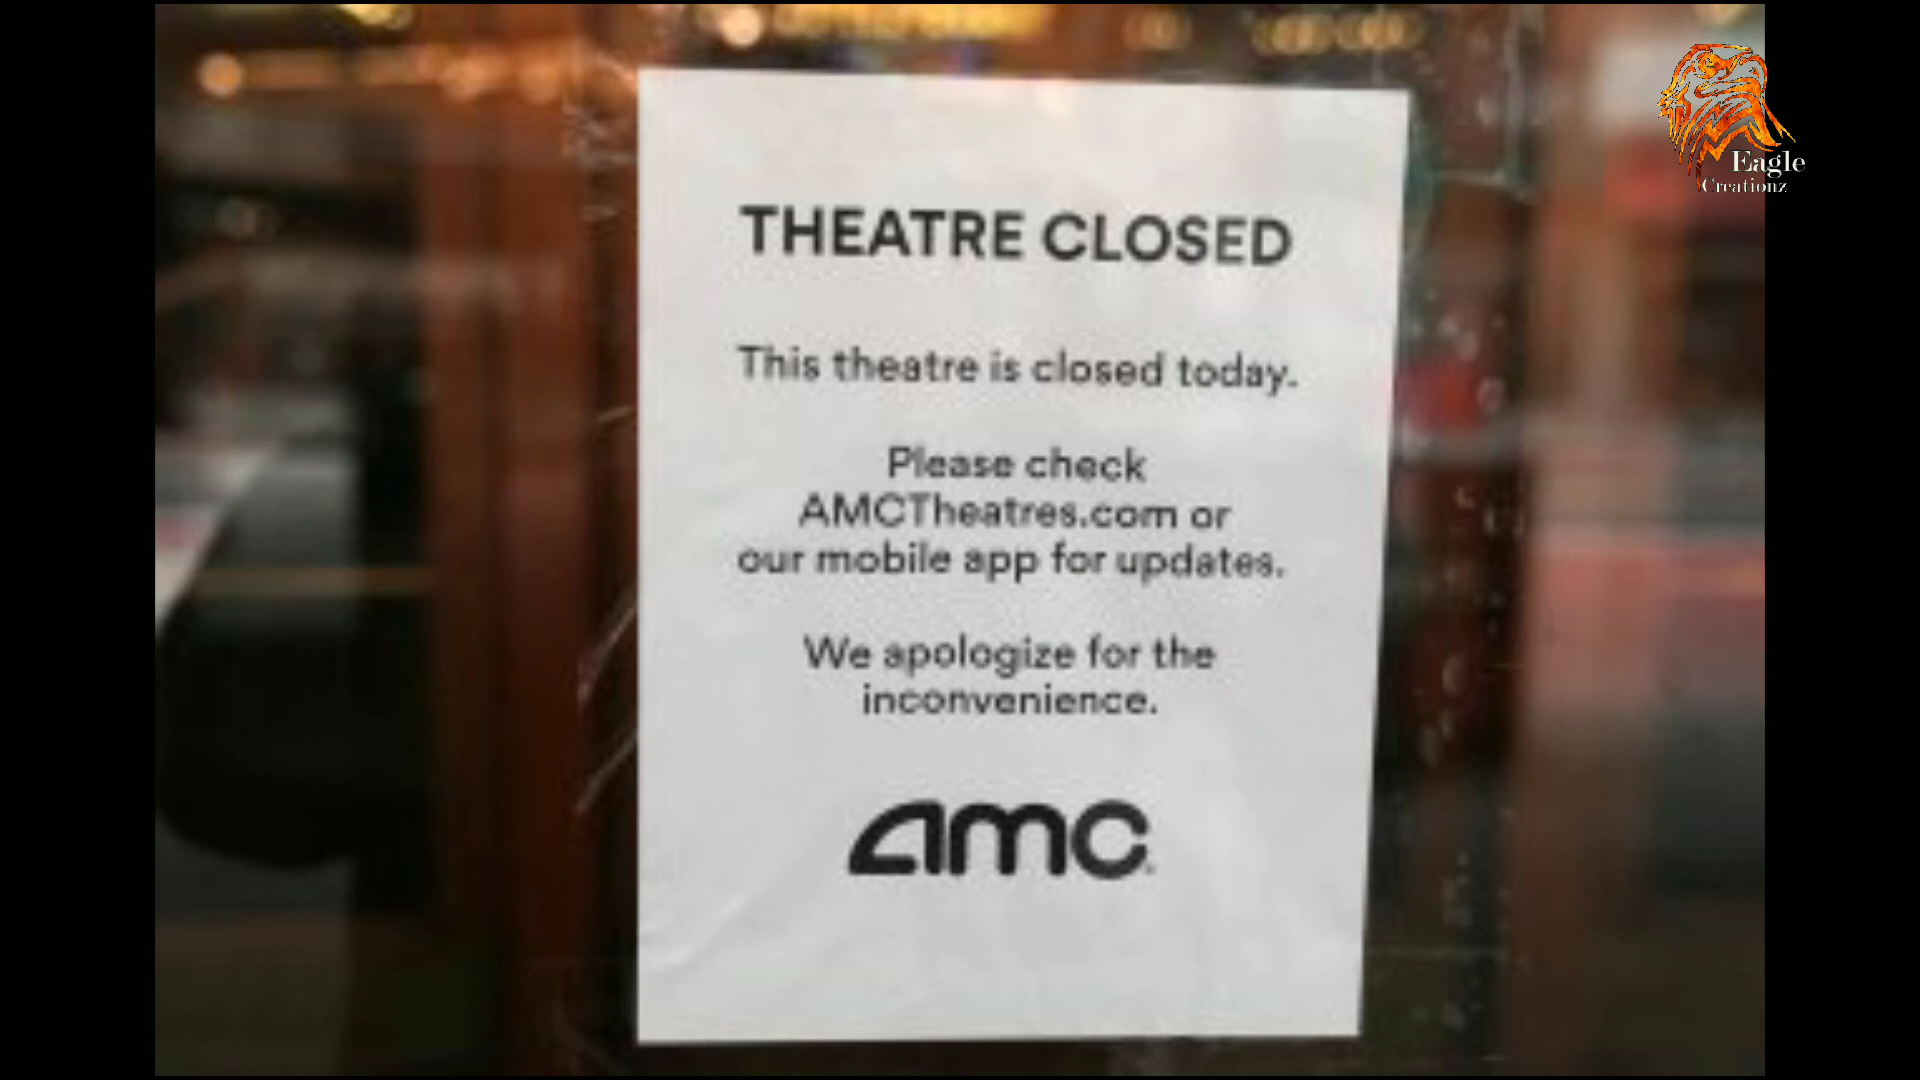 THEATRE CLOSED
This theatre is closed today.
Please check
AMCTheatres.com or
our mobile app for updates.
We apologize for the
inconvenience.
amc
Eagle
Creationz